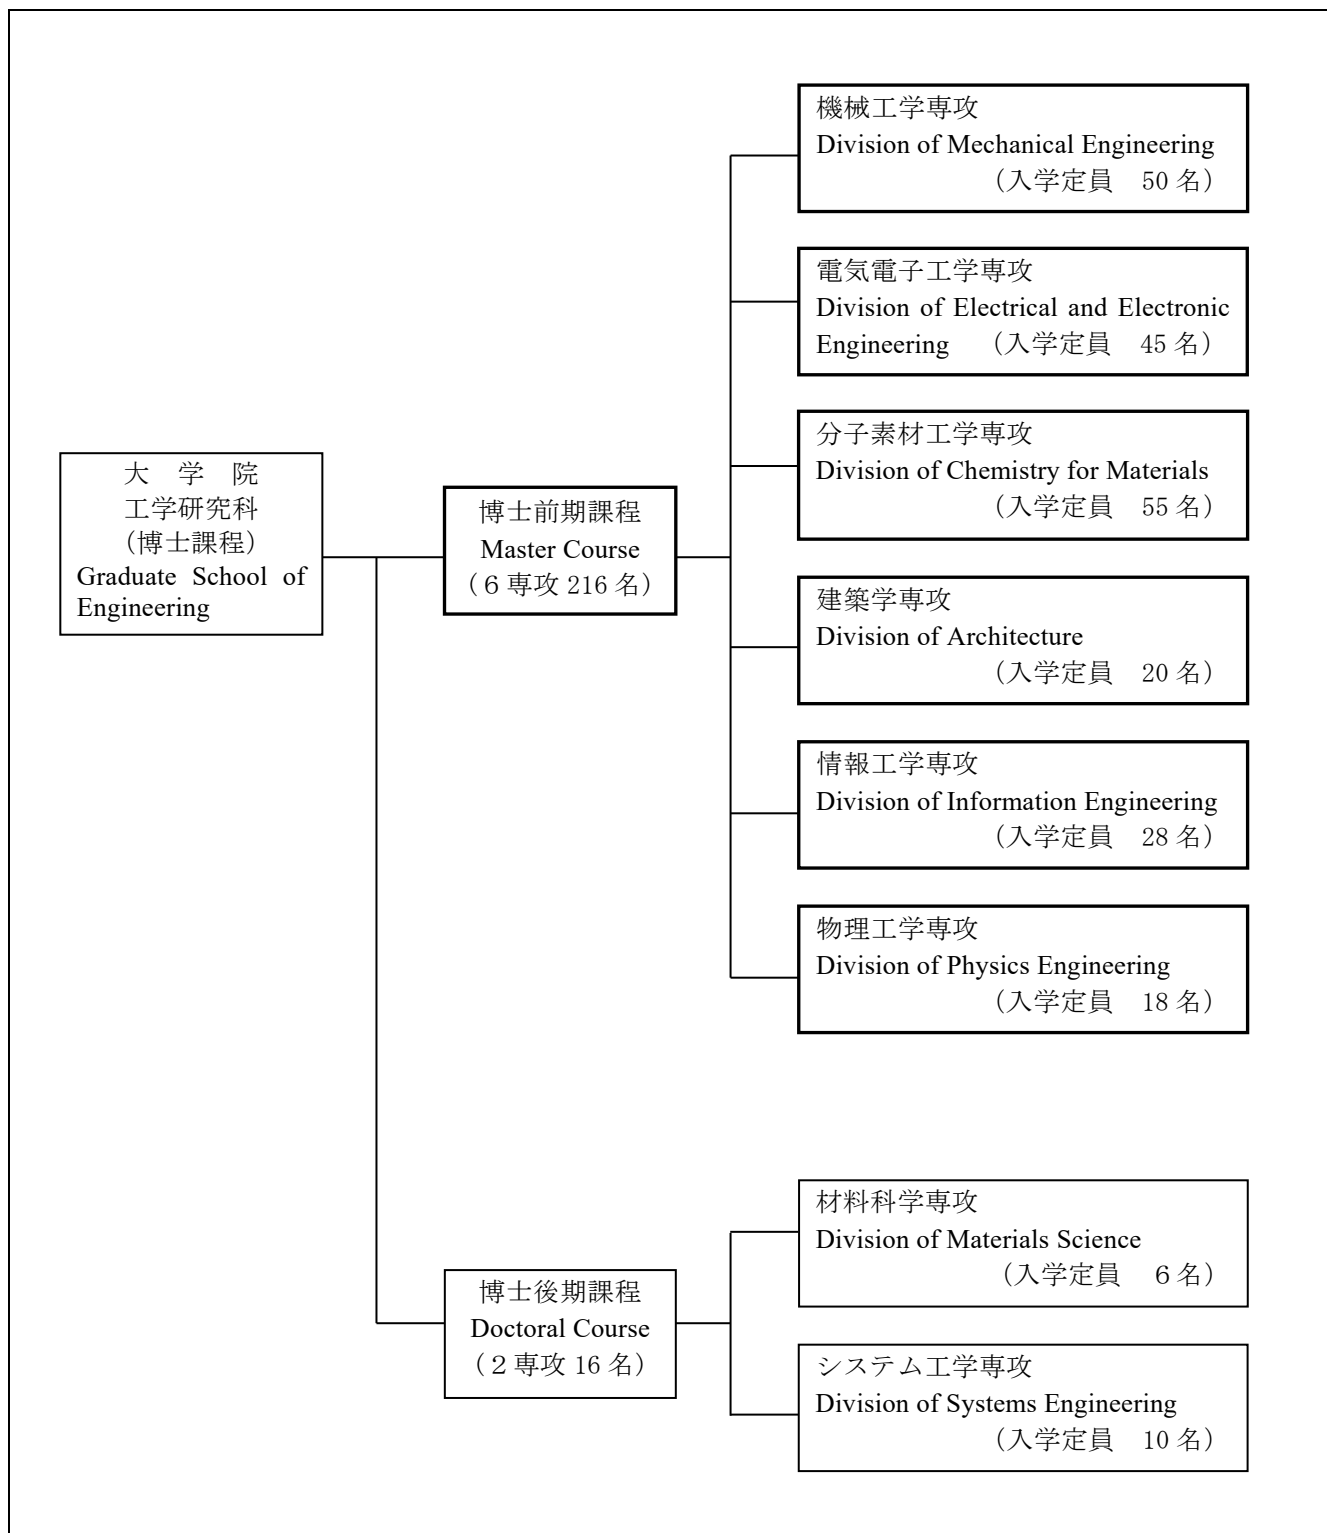 大　学　院
工学研究科
（博士課程）
Graduate School of
Engineering
博士前期課程
Master Course
（６専攻 216 名）
機械工学専攻
Division of Mechanical Engineering
（入学定員　50 名）
電気電子工学専攻
Division of Electrical and Electronic
Engineering　（入学定員　45 名）
分子素材工学専攻
Division of Chemistry for Materials
（入学定員　55 名）
建築学専攻
Division of Architecture
（入学定員　20 名）
情報工学専攻
Division of Information Engineering
（入学定員　28 名）
物理工学専攻
Division of Physics Engineering
（入学定員　18 名）
博士後期課程
Doctoral Course
（２専攻 16 名）
材料科学専攻
Division of Materials Science
（入学定員　６名）
システム工学専攻
Division of Systems Engineering
（入学定員　10 名）